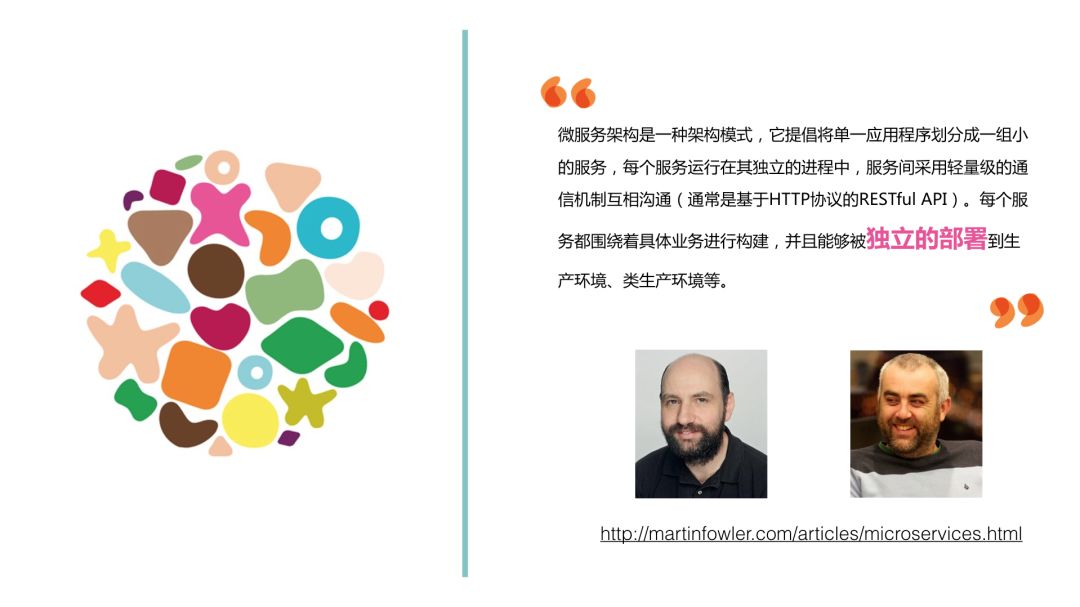 微服务架构是一种架构模式，它提倡将单一应用程序划分成一组小
的服务，每个服务运行在其独立的进程中，服务间采用轻量级的通
信机制互相沟通（通常是基于HTTP协议的RESTful API）。每个服
务都围绕着具体业务进行构建，并且能够被独立的部署到生
产环境、类生产环境等。
http://martinfowler.com/articles/microservices.html